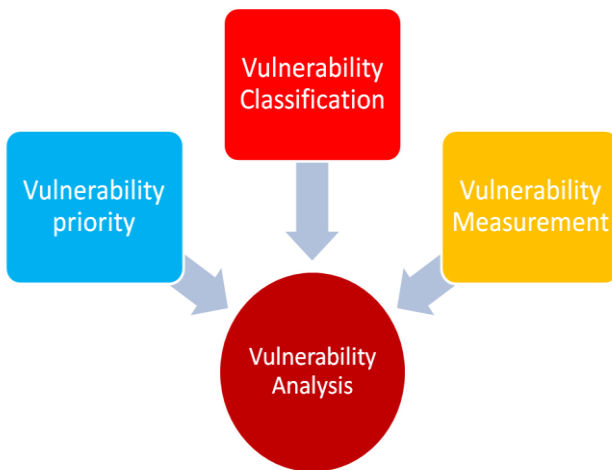 Vulnerability
Classification
Vulnerability
priority
Vulnerability
Measurement
Vulnerability
Analysis